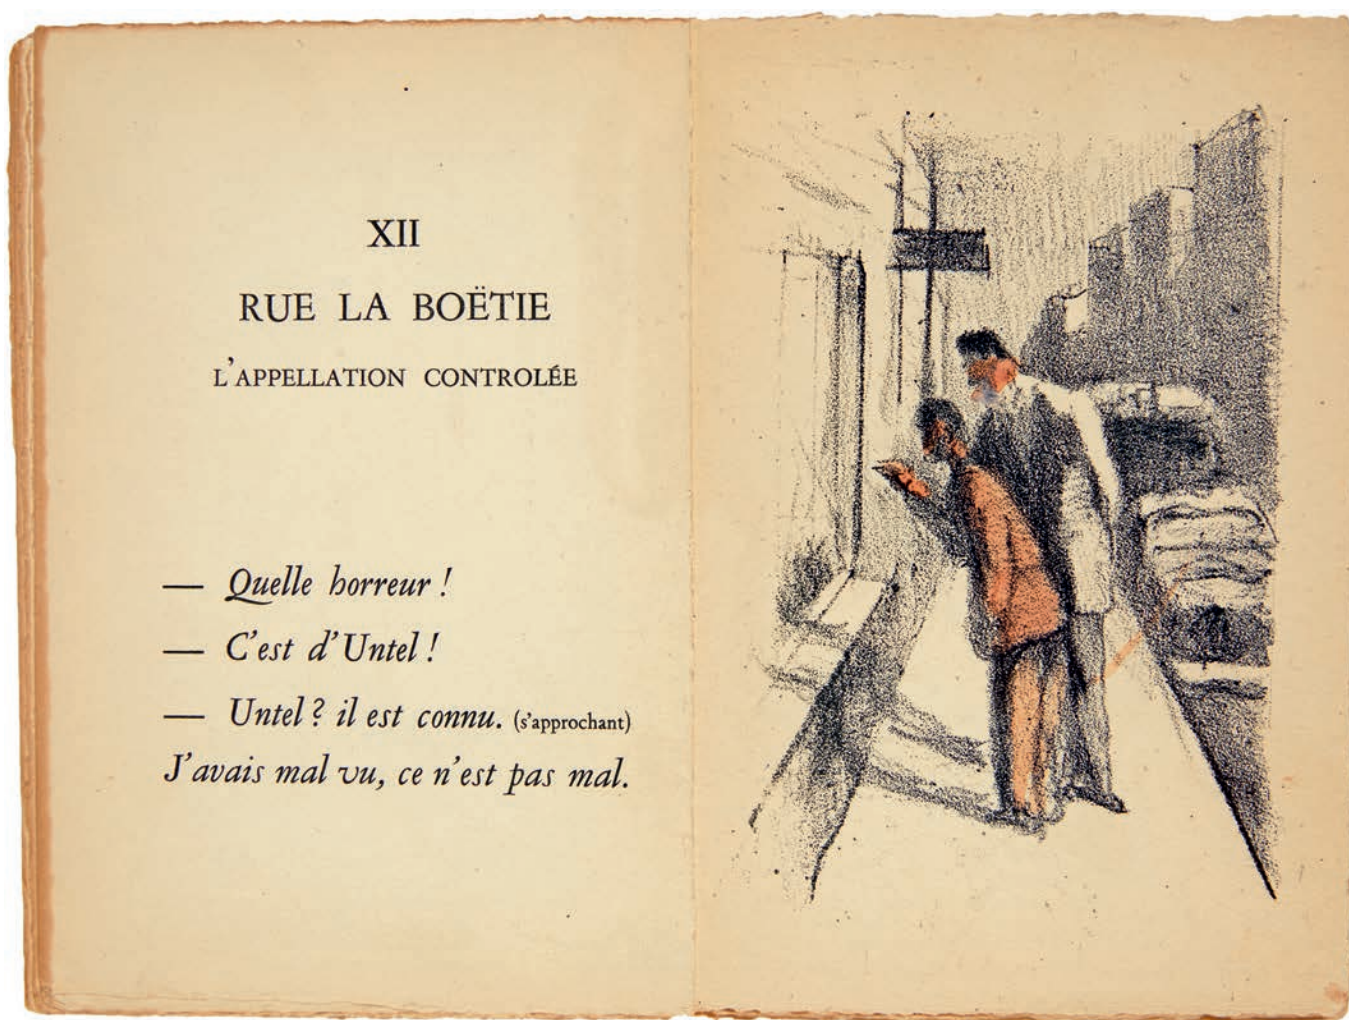 XII
RUE LA BOËTIE
L'APPELLATION CONTROLÉE
— Quelle horreur !
— C'est d'Untel !
— Untel ? il est connu. (s'approchant)
J'avais mal vu, ce n'est pas mal.